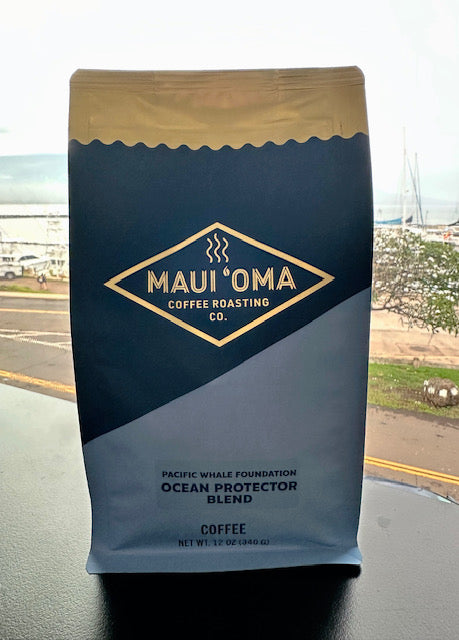 MAUI ‘OMA
COFFEE ROASTING
CO.
PACIFIC WHALE FOUNDATION
OCEAN PROTECTOR
BLEND
COFFEE
NET WT. 12 OZ (340 G)